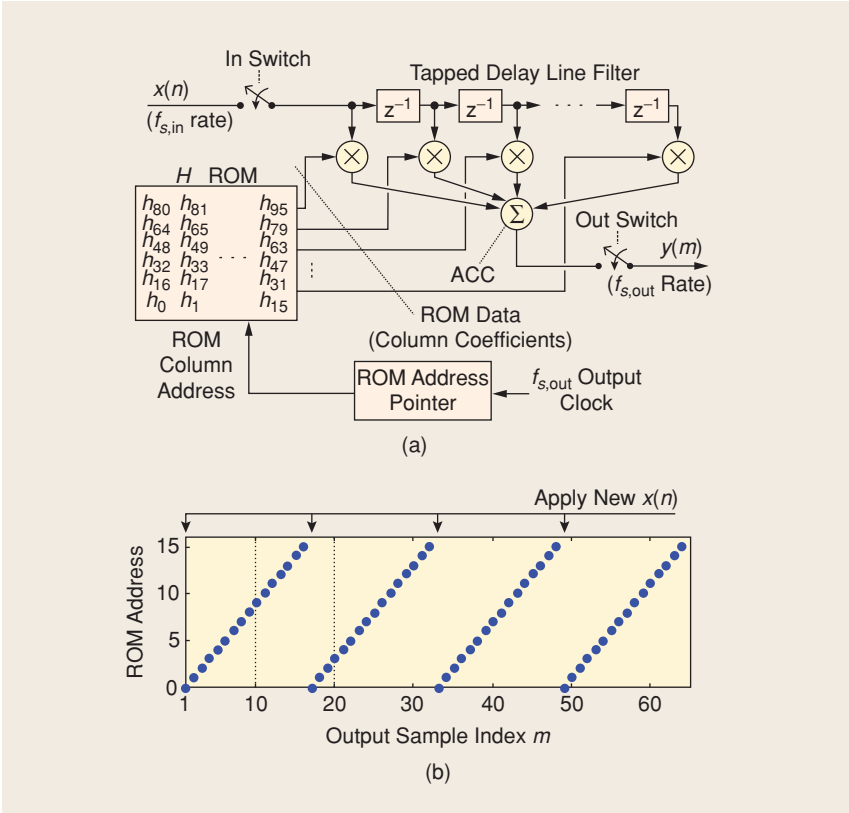 In Switch
Tapped Delay Line Filter
x(n)
(f_{s,in} rate)
z⁻¹ z⁻¹ · · · z⁻¹
× × × ×
H ROM
h₈₀ h₈₁ h₉₅
h₆₄ h₆₅ h₇₉
h₄₈ h₄₉ h₆₃
h₃₂ h₃₃ · · · h₄₇
h₁₆ h₁₇ h₃₁
h₀ h₁ h₁₅
Σ
ACC
Out Switch
y(m)
(f_{s,out} Rate)
ROM Data
(Column Coefficients)
ROM
Column
Address
ROM Address
Pointer
f_{s,out} Output
Clock
(a)
Apply New x(n)
ROM Address
15
10
5
0
1 10 20 30 40 50 60
Output Sample Index m
(b)